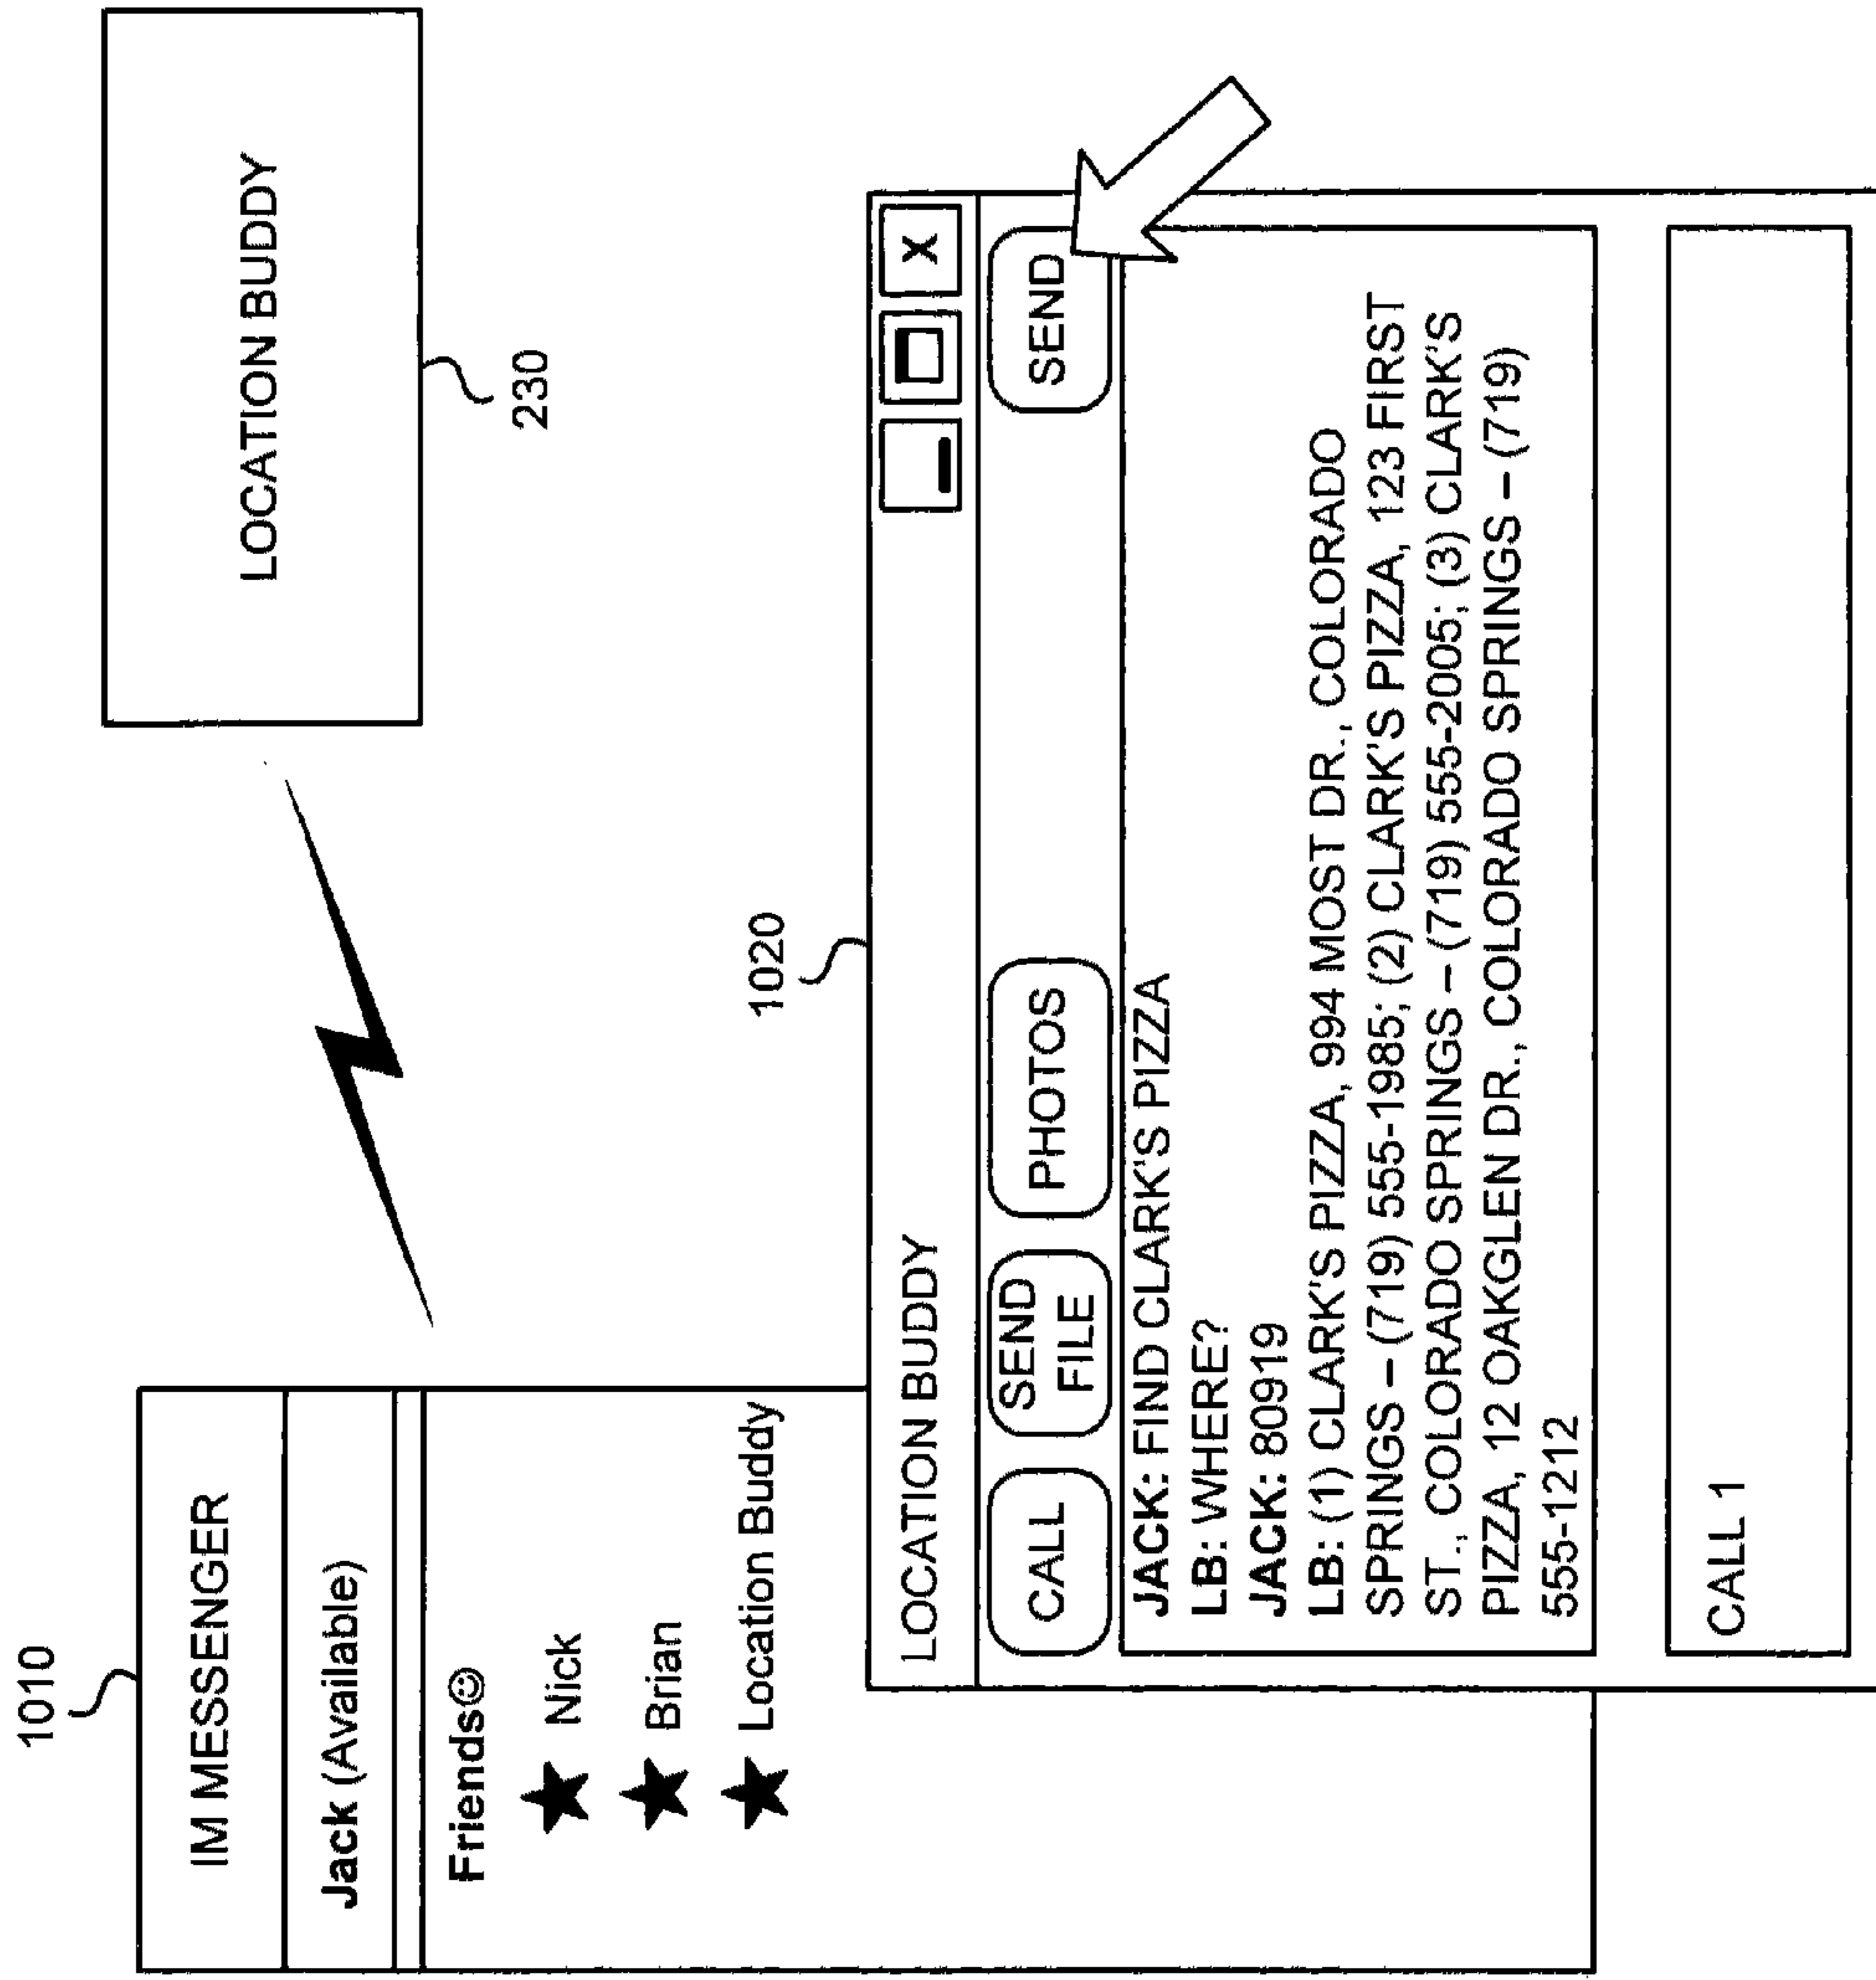 1010
IM MESSENGER
Jack (Available)
Friends☺
★ Nick
★ Brian
★ Location Buddy
LOCATION BUDDY
230
1020
LOCATION BUDDY
X
CALL
SEND
FILE
PHOTOS
SEND
JACK: FIND CLARK'S PIZZA
LB: WHERE?
JACK: 80919
LB: (1) CLARK'S PIZZA, 994 MOST DR., COLORADO
SPRINGS – (719) 555-1985; (2) CLARK'S PIZZA, 123 FIRST
ST., COLORADO SPRINGS – (719) 555-2005; (3) CLARK'S
PIZZA, 12 OAKGLEN DR., COLORADO SPRINGS – (719)
555-1212
CALL 1